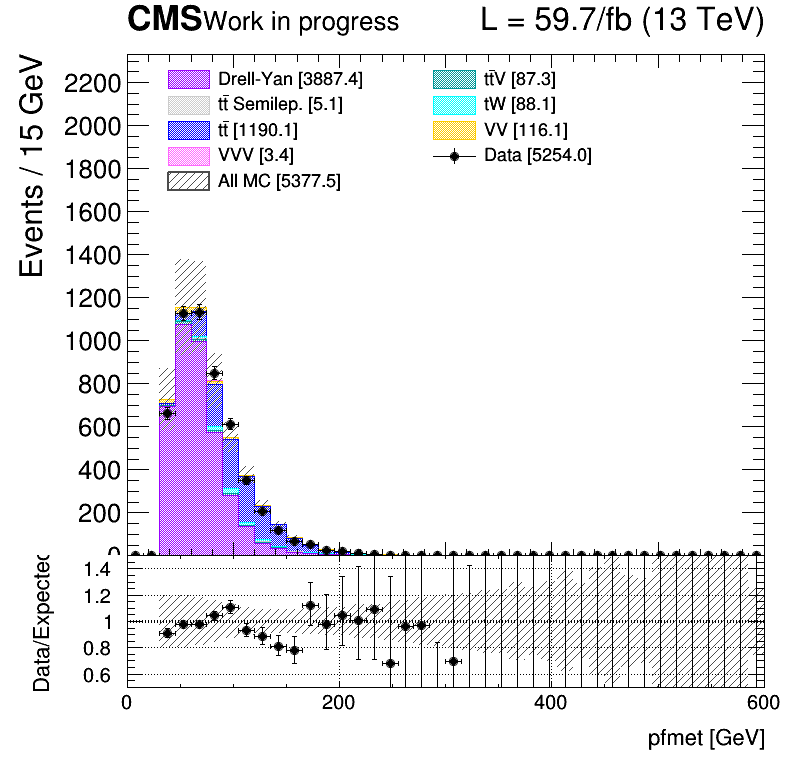 CMS Work in progress L = 59.7/fb (13 TeV)
Events / 15 GeV
2200
2000
1800
1600
1400
1200
1000
800
600
400
200
0
Drell-Yan [3887.4]
tt̄ Semilep. [5.1]
tt̄ [1190.1]
VVV [3.4]
All MC [5377.5]
tt̄V [87.3]
tW [88.1]
VV [116.1]
Data [5254.0]
Data/Expected
1.4
1.2
1
0.8
0.6
0 200 400 600
pfmet [GeV]